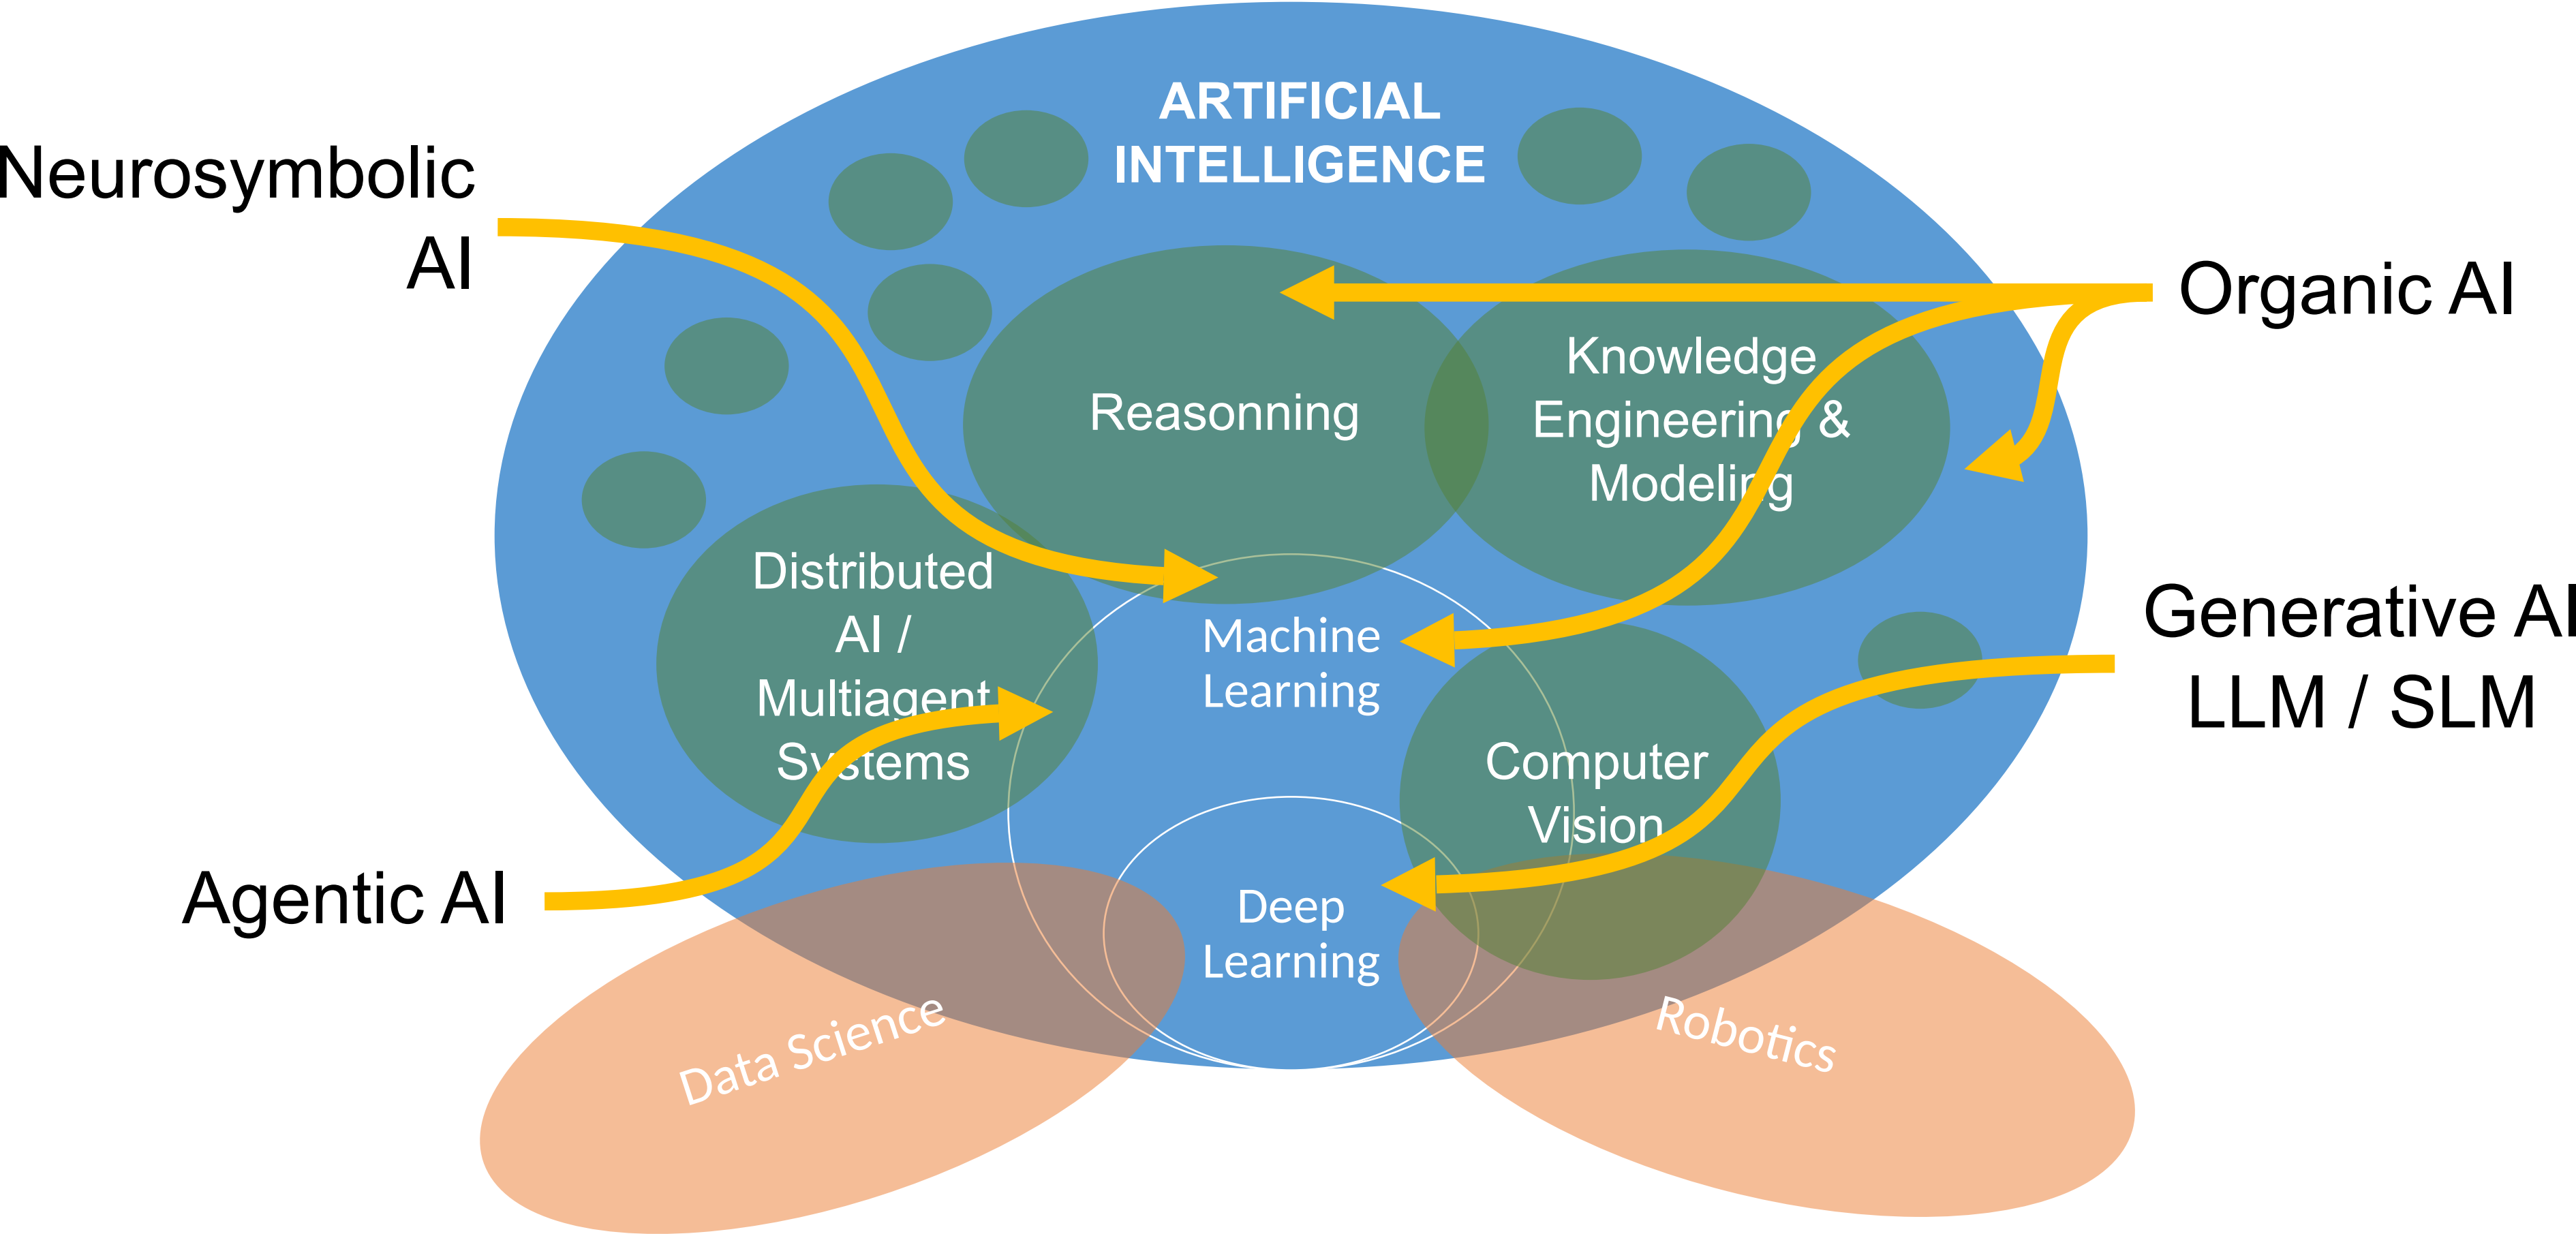 ARTIFICIAL
INTELLIGENCE
Neurosymbolic
AI
Organic AI
Reasonning
Knowledge
Engineering &
Modeling
Distributed
AI /
Multiagent
Systems
Machine
Learning
Generative AI
LLM / SLM
Computer
Vision
Agentic AI
Deep
Learning
Data Science
Robotics